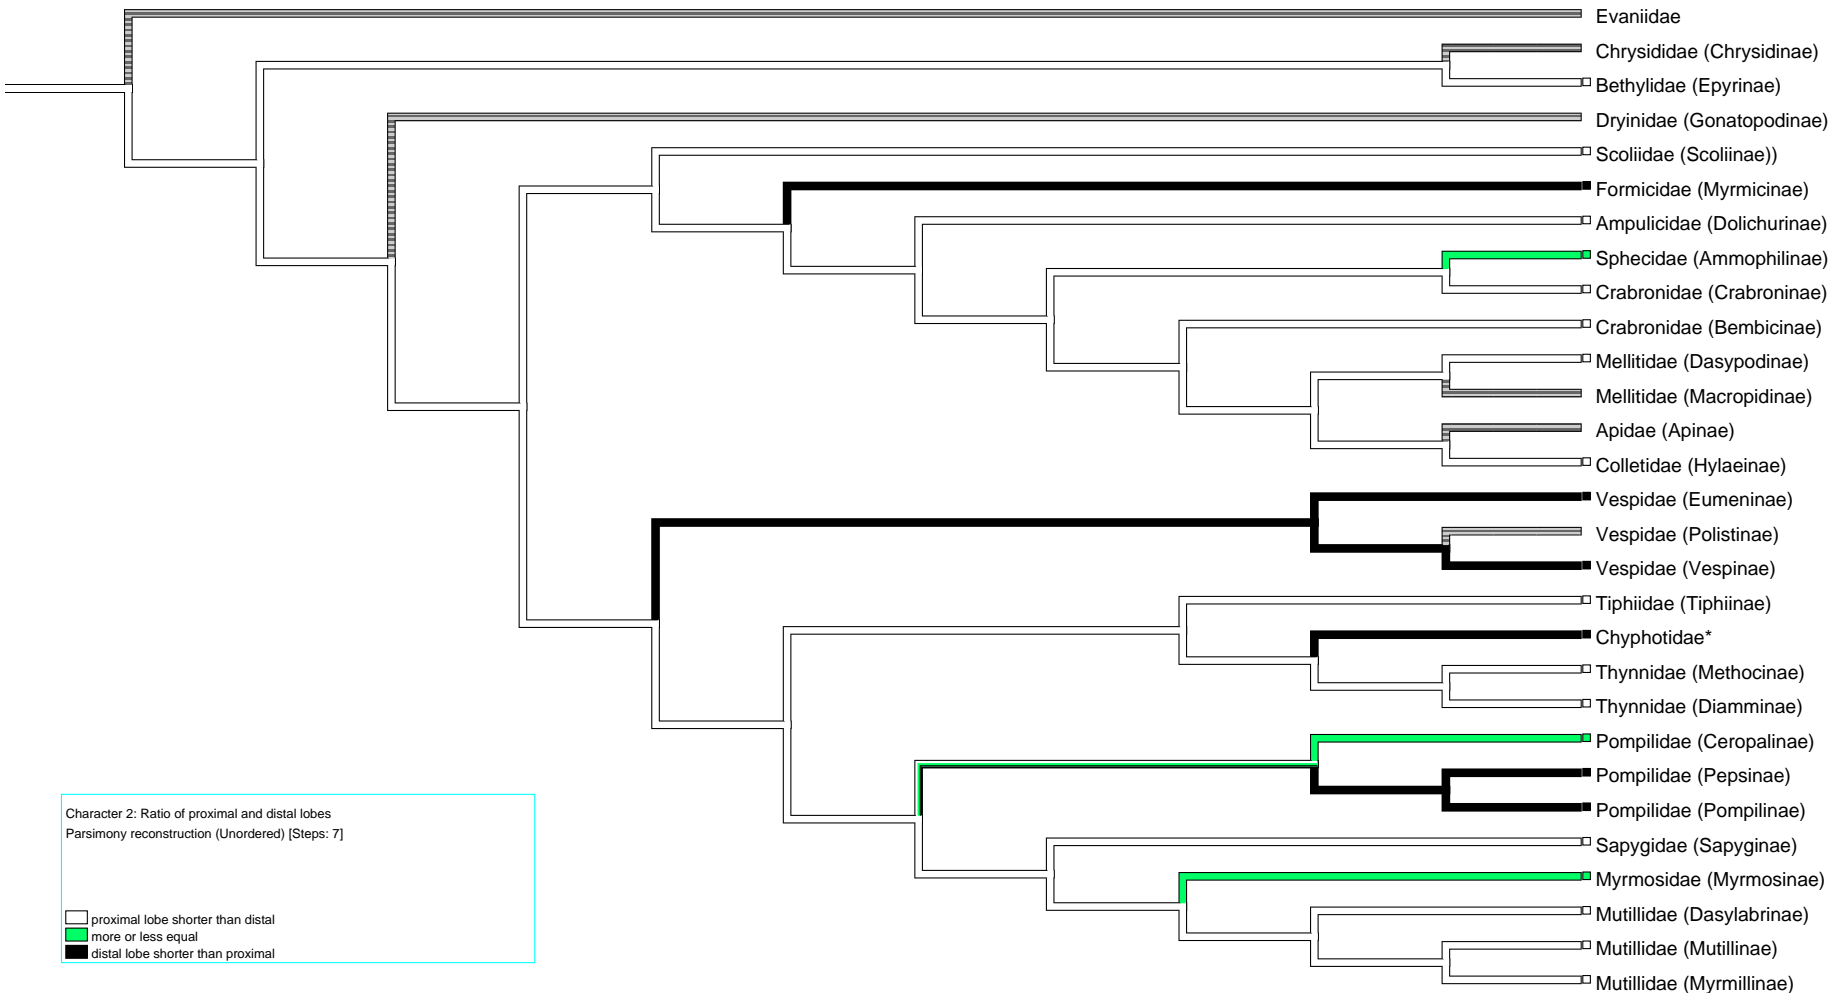 Evaniidae
Chrysididae (Chrysidinae)
Bethylidae (Epyrinae)
Dryinidae (Gonatopodinae)
Scoliidae (Scoliinae))
Formicidae (Myrmicinae)
Ampulicidae (Dolichurinae)
Sphecidae (Ammophilinae)
Crabronidae (Crabroninae)
Crabronidae (Bembicinae)
Mellitidae (Dasypodinae)
Mellitidae (Macropidinae)
Apidae (Apinae)
Colletidae (Hylaeinae)
Vespidae (Eumeninae)
Vespidae (Polistinae)
Vespidae (Vespinae)
Tiphiidae (Tiphiinae)
Chyphotidae*
Thynnidae (Methocinae)
Thynnidae (Diamminae)
Pompilidae (Ceropalinae)
Pompilidae (Pepsinae)
Pompilidae (Pompilinae)
Sapygidae (Sapyginae)
Myrmosidae (Myrmosinae)
Mutillidae (Dasylabrinae)
Mutillidae (Mutillinae)
Mutillidae (Myrmillinae)
Character 2: Ratio of proximal and distal lobes
Parsimony reconstruction (Unordered) [Steps: 7]
proximal lobe shorter than distal
more or less equal
distal lobe shorter than proximal